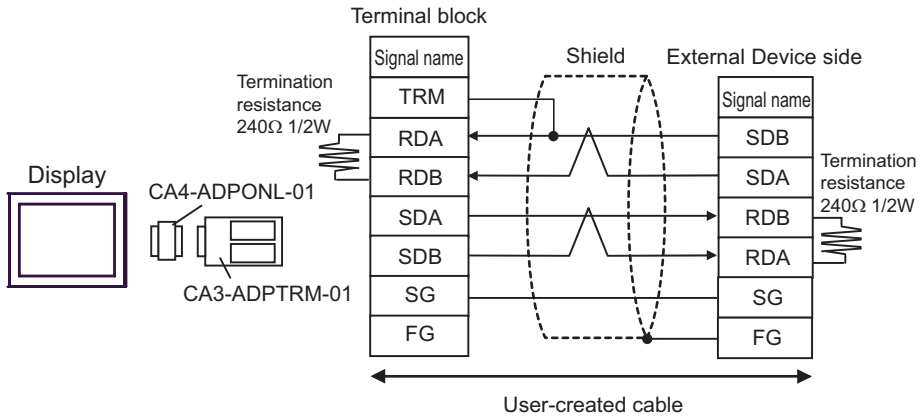 Terminal block
Shield
External Device side
Signal name
TRM
RDA
RDB
SDA
SDB
SG
FG
Termination
resistance
240Ω 1/2W
Display
CA4-ADPONL-01
CA3-ADPTRM-01
Signal name
SDB
SDA
RDB
RDA
SG
FG
Termination
resistance
240Ω 1/2W
User-created cable